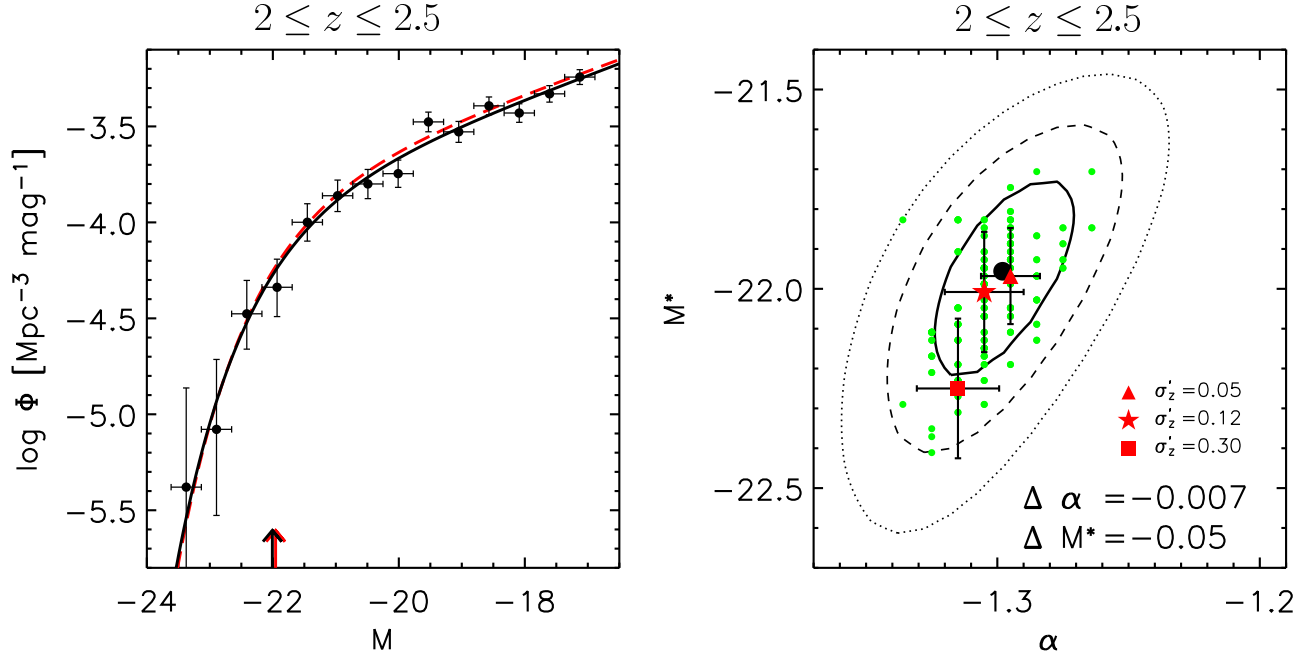 2 ≤ z ≤ 2.5
log Φ [Mpc⁻³ mag⁻¹]
−3.5
−4.0
−4.5
−5.0
−5.5
−24
−22
−20
−18
M
2 ≤ z ≤ 2.5
M*
−21.5
−22.0
−22.5
σ′z=0.05
σ′z=0.12
σ′z=0.30
Δ α =−0.007
Δ M*=−0.05
−1.3
−1.2
α